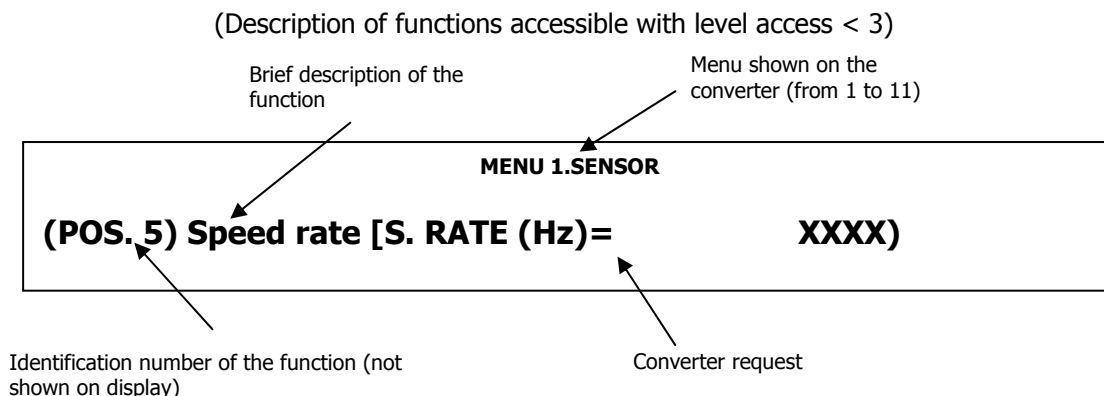 (Description of functions accessible with level access < 3)
Brief description of the
function
Menu shown on the
converter (from 1 to 11)
MENU 1.SENSOR
(POS. 5) Speed rate [S. RATE (Hz)= XXXX)
Identification number of the function (not
shown on display)
Converter request